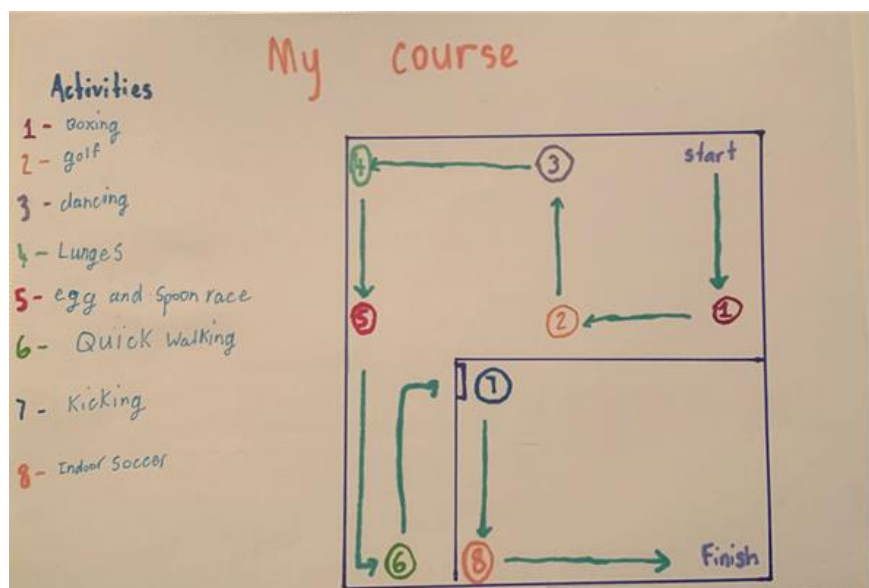 My course
Activities
1 - Boxing
2 - golf
3 - dancing
4 - Lunges
5 - egg and Spoon race
6 - Quick Walking
7 - Kicking
8 - Indoor Soccer
4
3
start
5
2
1
7
6
8
Finish